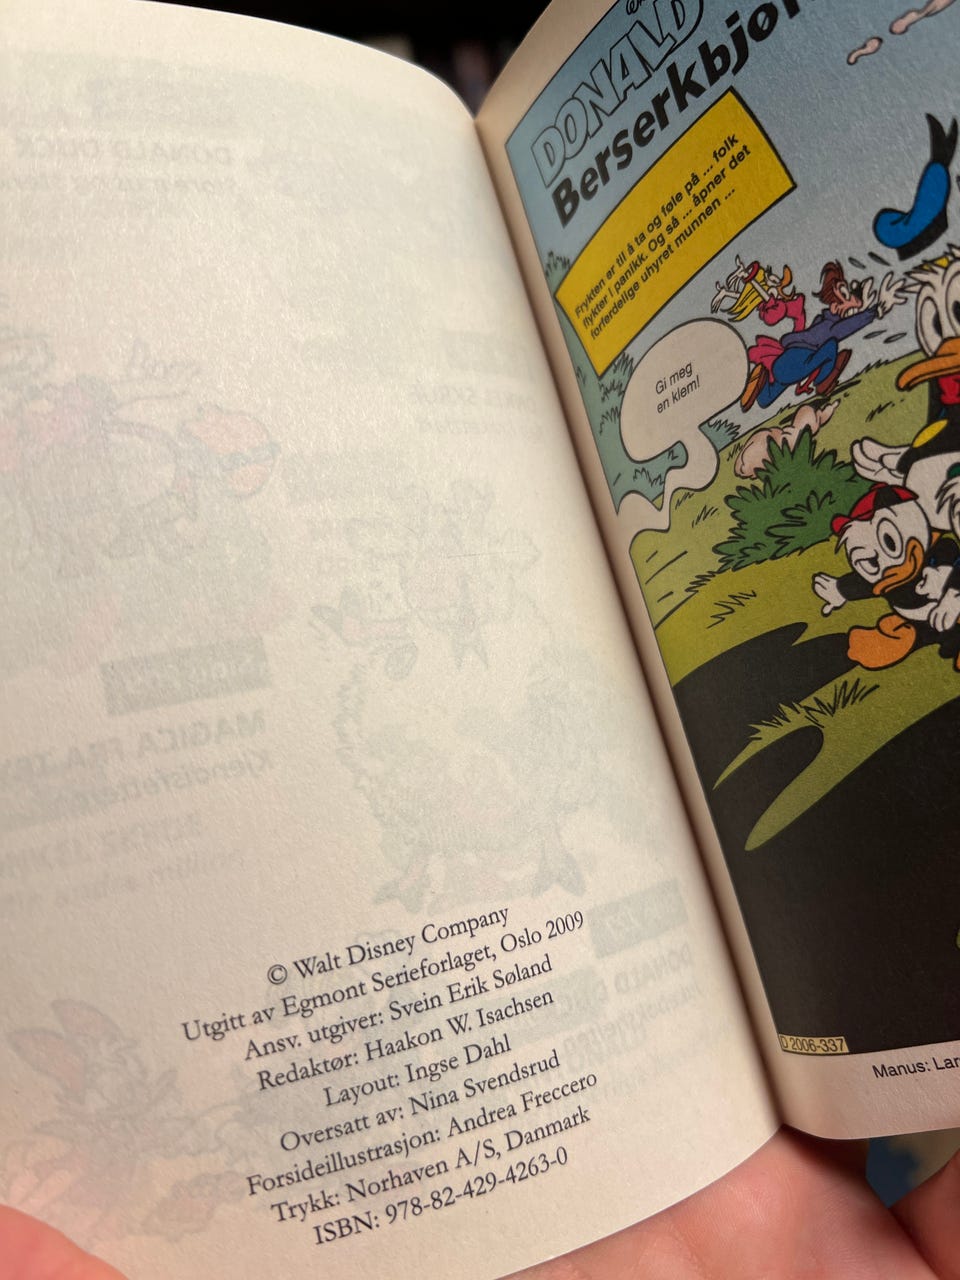 © Walt Disney Company
Utgitt av Egmont Serieforlaget, Oslo 2009
Ansv. utgiver: Svein Erik Søland
Redaktør: Haakon W. Isachsen
Layout: Ingse Dahl
Oversatt av: Nina Svendsrud
Forsideillustrasjon: Andrea Freccero
Trykk: Norhaven A/S, Danmark
ISBN: 978-82-429-4263-0
DONALD
Frykten er til å ta og føle på ... folk
flykter i panikk. Og så ... åpner det
forferdelige uhyret munnen ...
Gi meg
en klem!
D 2006-337
Manus: